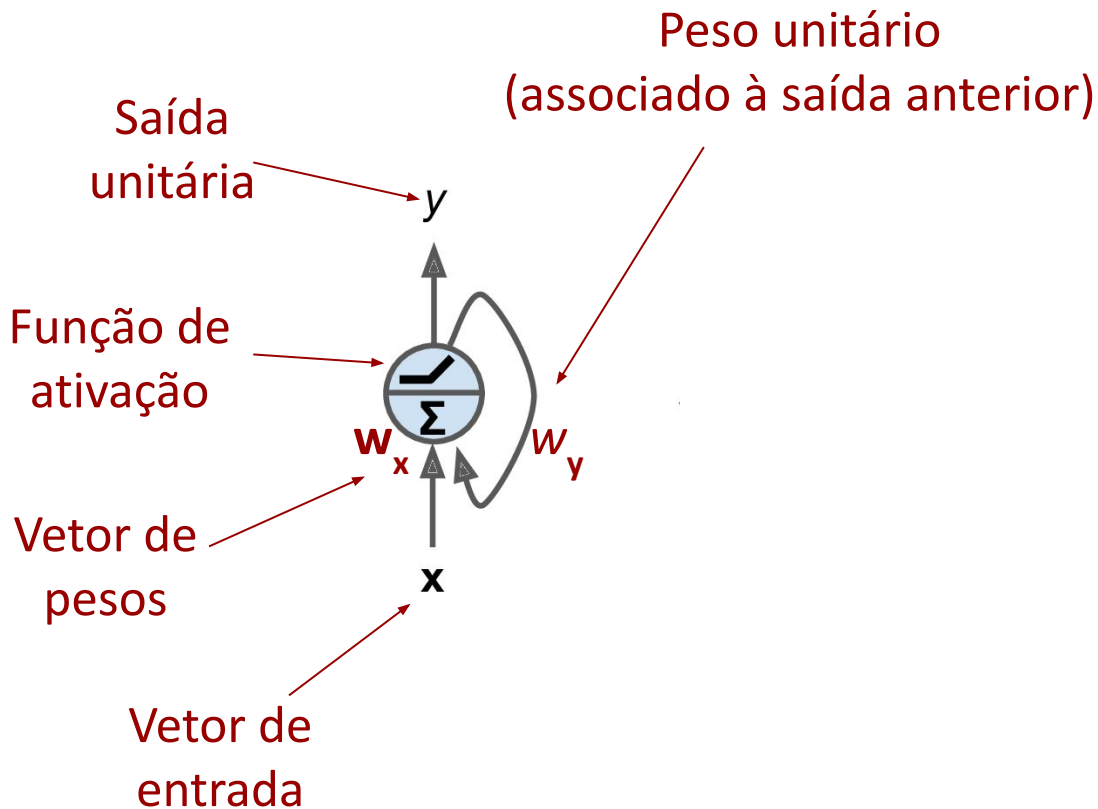 Peso unitário
(associado à saída anterior)
Saída
unitária
y
Função de
ativação
Σ
wx
wy
Vetor de
pesos
x
Vetor de
entrada